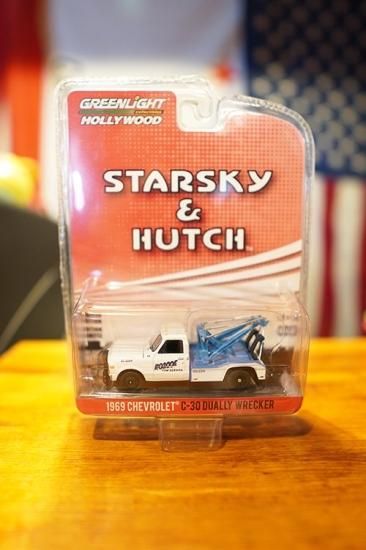 GREENLIGHT
HOLLYWOOD
STARSKY
&
HUTCH
1969 CHEVROLET® C-30 DUALLY WRECKER